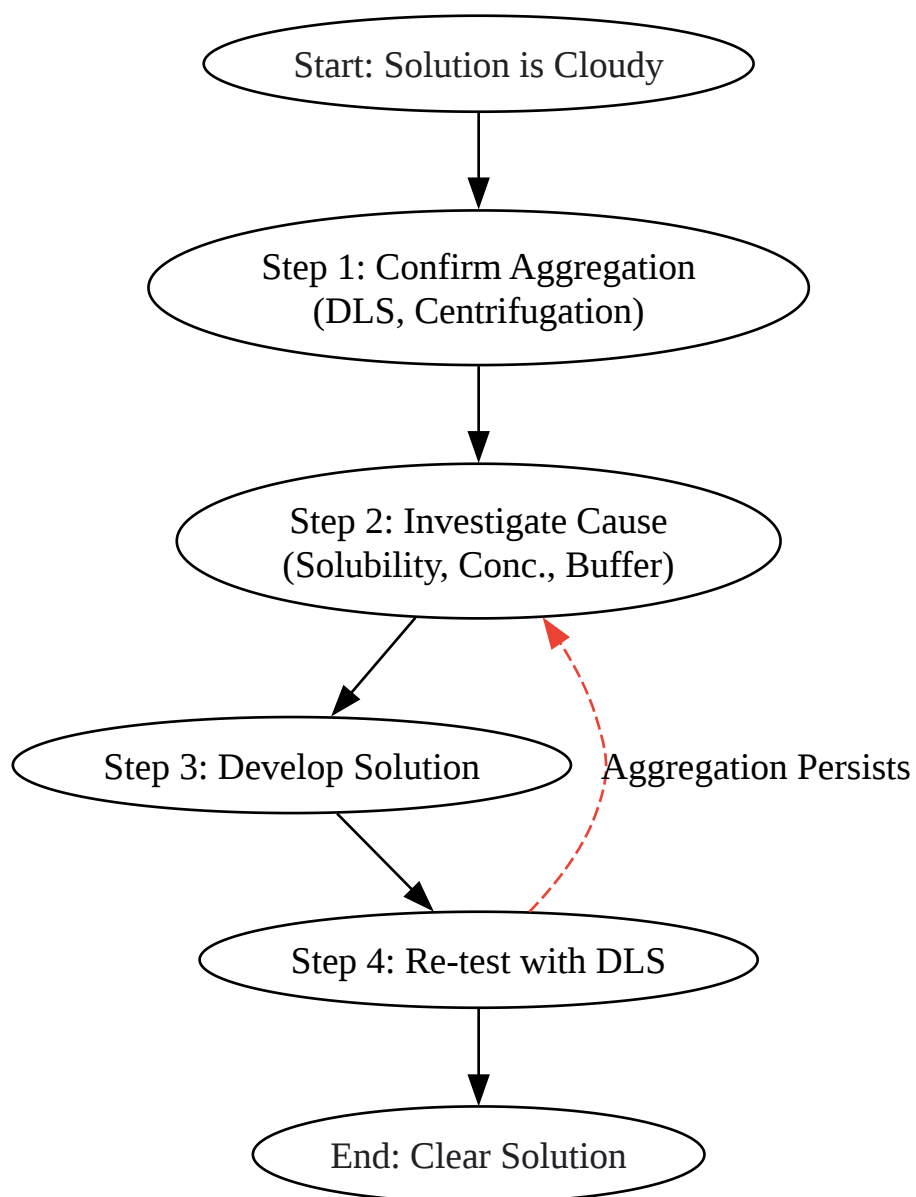 Start: Solution is Cloudy
Step 1: Confirm Aggregation
(DLS, Centrifugation)
Step 2: Investigate Cause
(Solubility, Conc., Buffer)
Step 3: Develop Solution
Aggregation Persists
Step 4: Re-test with DLS
End: Clear Solution